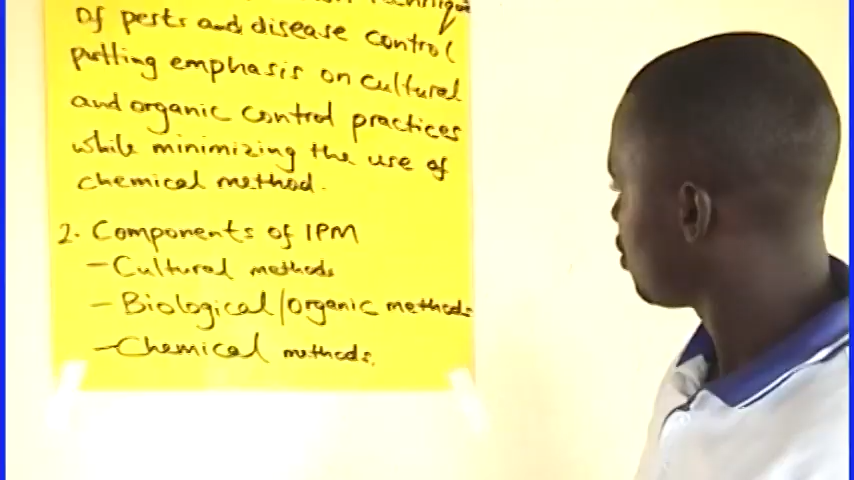 of pests and disease control
putting emphasis on cultural
and organic control practices
while minimizing the use of
chemical method.
2. Components of IPM
- Cultural methods
- Biological/Organic methods
- Chemical methods.